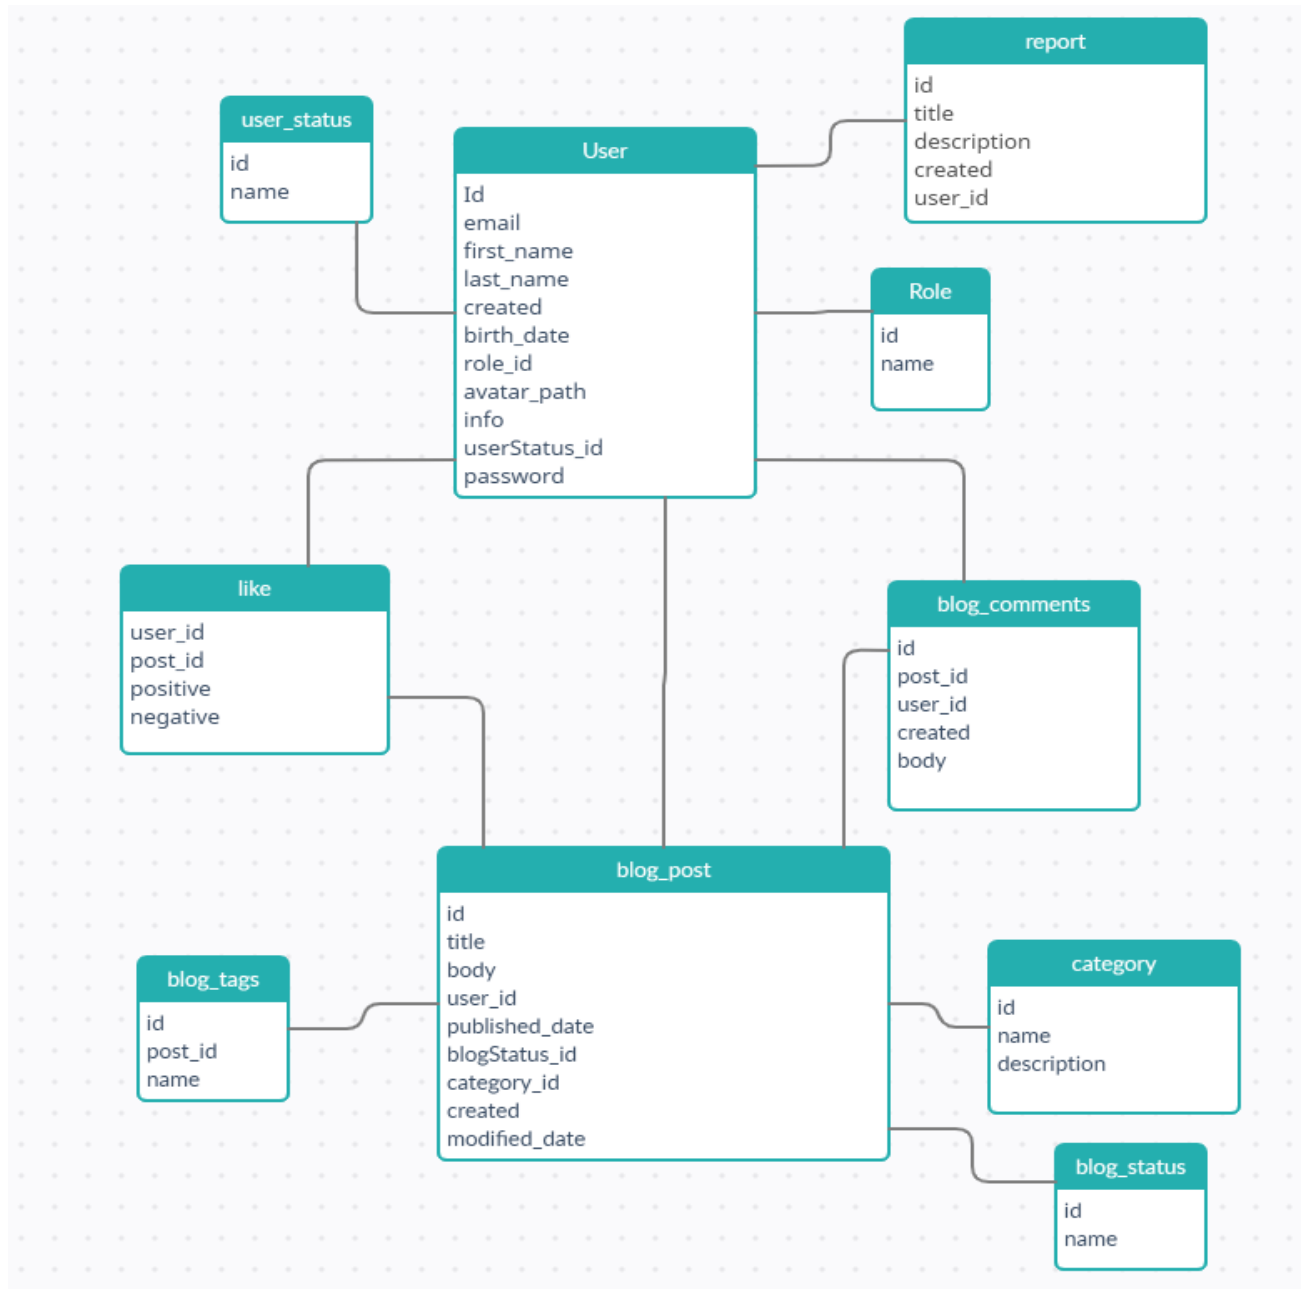 report
id
title
description
created
user_id
user_status
id
name
User
Id
email
first_name
last_name
created
birth_date
role_id
avatar_path
info
userStatus_id
password
Role
id
name
like
user_id
post_id
positive
negative
blog_comments
id
post_id
user_id
created
body
blog_post
id
title
body
user_id
published_date
blogStatus_id
category_id
created
modified_date
blog_tags
id
post_id
name
category
id
name
description
blog_status
id
name